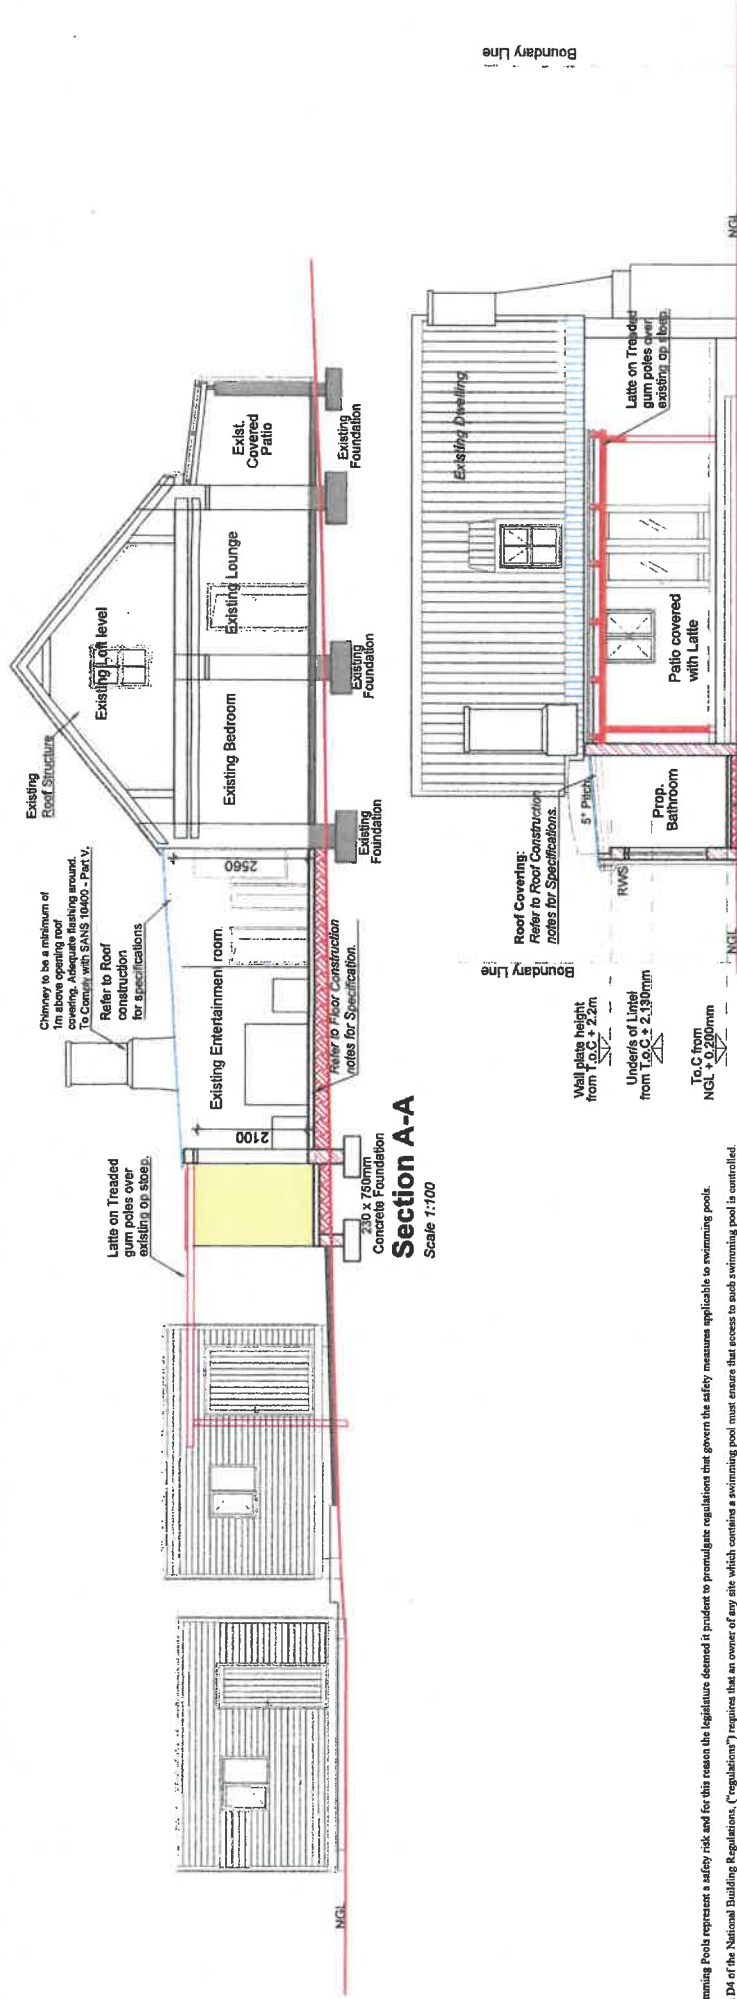 Existing
Roof Structure
Chimney to be a minimum of
1m above opening roof
covering. Adequate flashing around.
To Comply with SANS 10400 - Part V.
Refer to Roof
construction
for specifications
Latte on Treaded
gum poles over
existing op stoep.
Existing Loft level
Existing Entertainment room.
2100
2560
Existing Bedroom
Existing Lounge
Exist.
Covered
Patio
NGL
230 x 750mm
Concrete Foundation
Refer to Floor Construction
notes for Specification.
Existing
Foundation
Existing
Foundation
Existing
Foundation
Section A-A
Scale 1:100
Boundary Line
Boundary Line
Existing Dwelling
Roof Covering:
Refer to Roof Construction
notes for Specifications.
5° Pitch
RWS
Prop.
Bathroom
Patio covered
with Latte
Latte on Treaded
gum poles over
existing op stoep.
Wall plate height
from T.o.C + 2.2m
Under/s of Lintel
from T.o.C + 2.130mm
To.C from
NGL + 0.200mm
NGL
NGL
mming Pools represent a safety risk and for this reason the legislature deemed it prudent to promulgate regulations that govern the safety measures applicable to swimming pools.
D4 of the National Building Regulations, ("regulations") requires that an owner of any site which contains a swimming pool must ensure that access to such swimming pool is controlled.